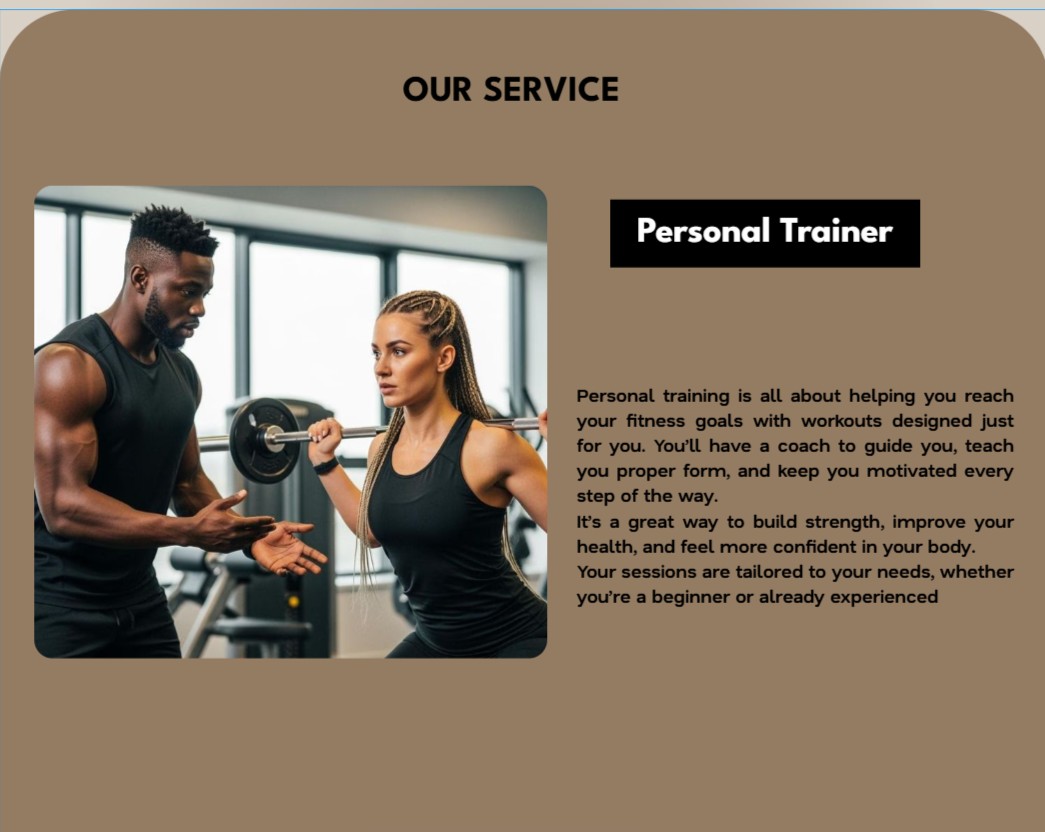 OUR SERVICE
Personal Trainer
Personal training is all about helping you reach
your fitness goals with workouts designed just
for you. You’ll have a coach to guide you, teach
you proper form, and keep you motivated every
step of the way.
It’s a great way to build strength, improve your
health, and feel more confident in your body.
Your sessions are tailored to your needs, whether
you’re a beginner or already experienced